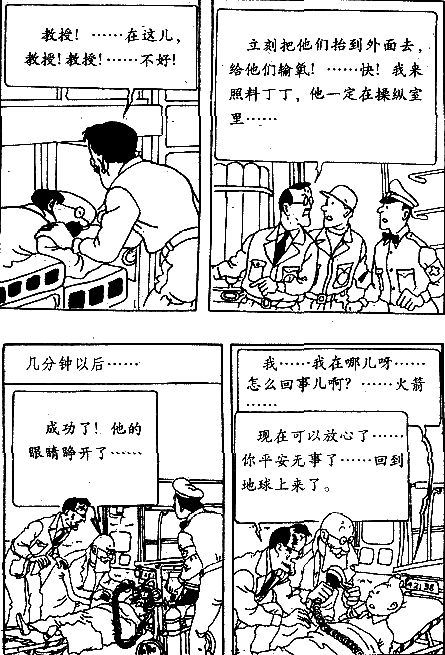 教授！……在这儿，
教授！教授！……不好！
立刻把他们抬到外面去，
给他们输氧！……快！我来
照料丁丁，他一定在操纵室
里……
几分钟以后……
成功了！他的
眼睛睁开了……
我……我在哪儿呀……
怎么回事儿啊？……火箭
……
现在可以放心了……
你平安无事了……回到
地球上来了。